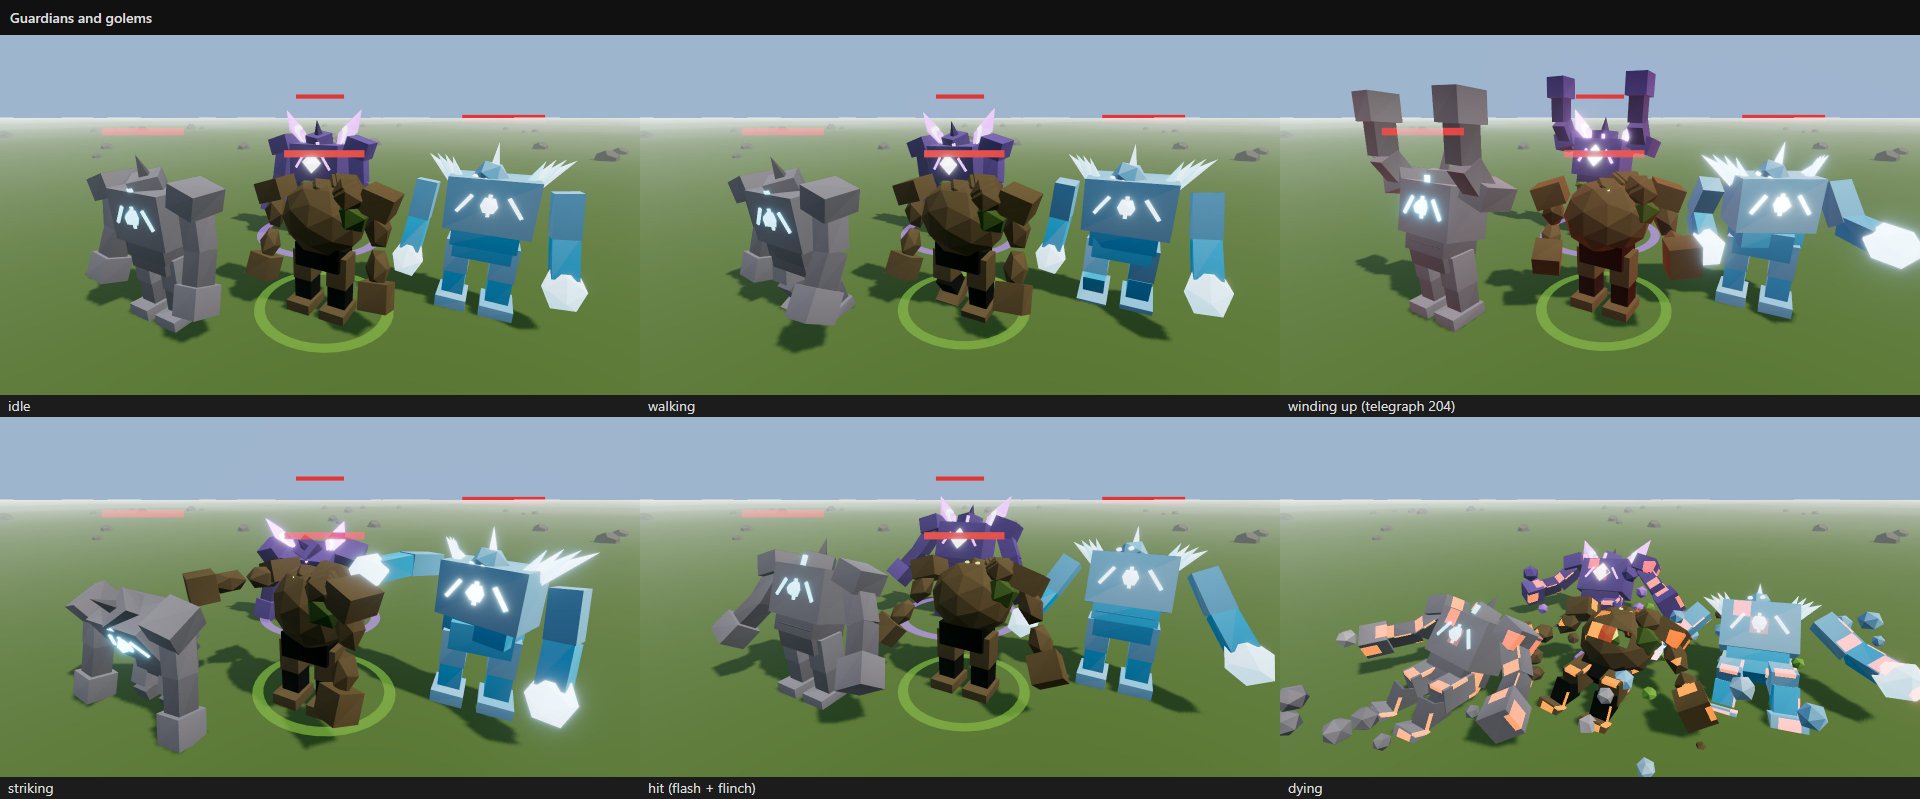 Guardians and golems
idle
walking
winding up (telegraph 204)
striking
hit (flash + flinch)
dying